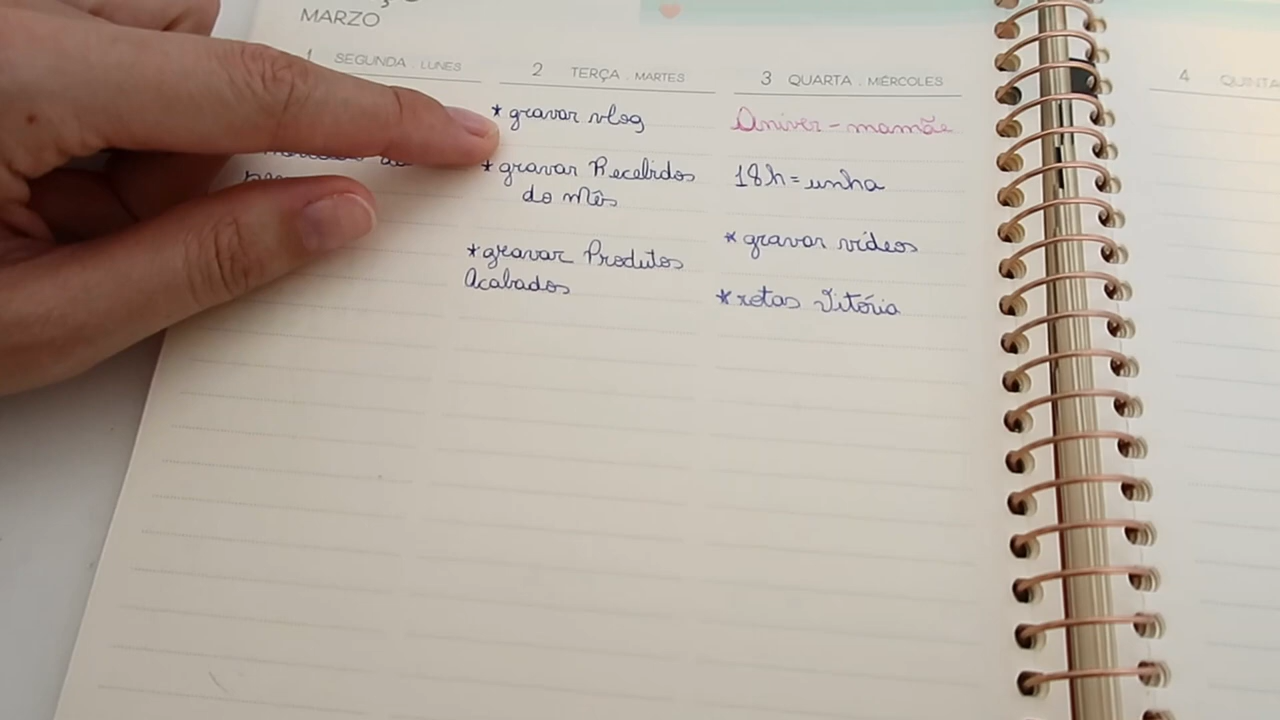 MARZO
1 SEGUNDA . LUNES
2 TERÇA . MARTES
* gravar vlog
* gravar Recebidos
do mês
* gravar Produtos
Acabados
3 QUARTA . MIÉRCOLES
Aniver - mamãe
18h = unha
* gravar vídeos
* Vitória
4 QUINTA